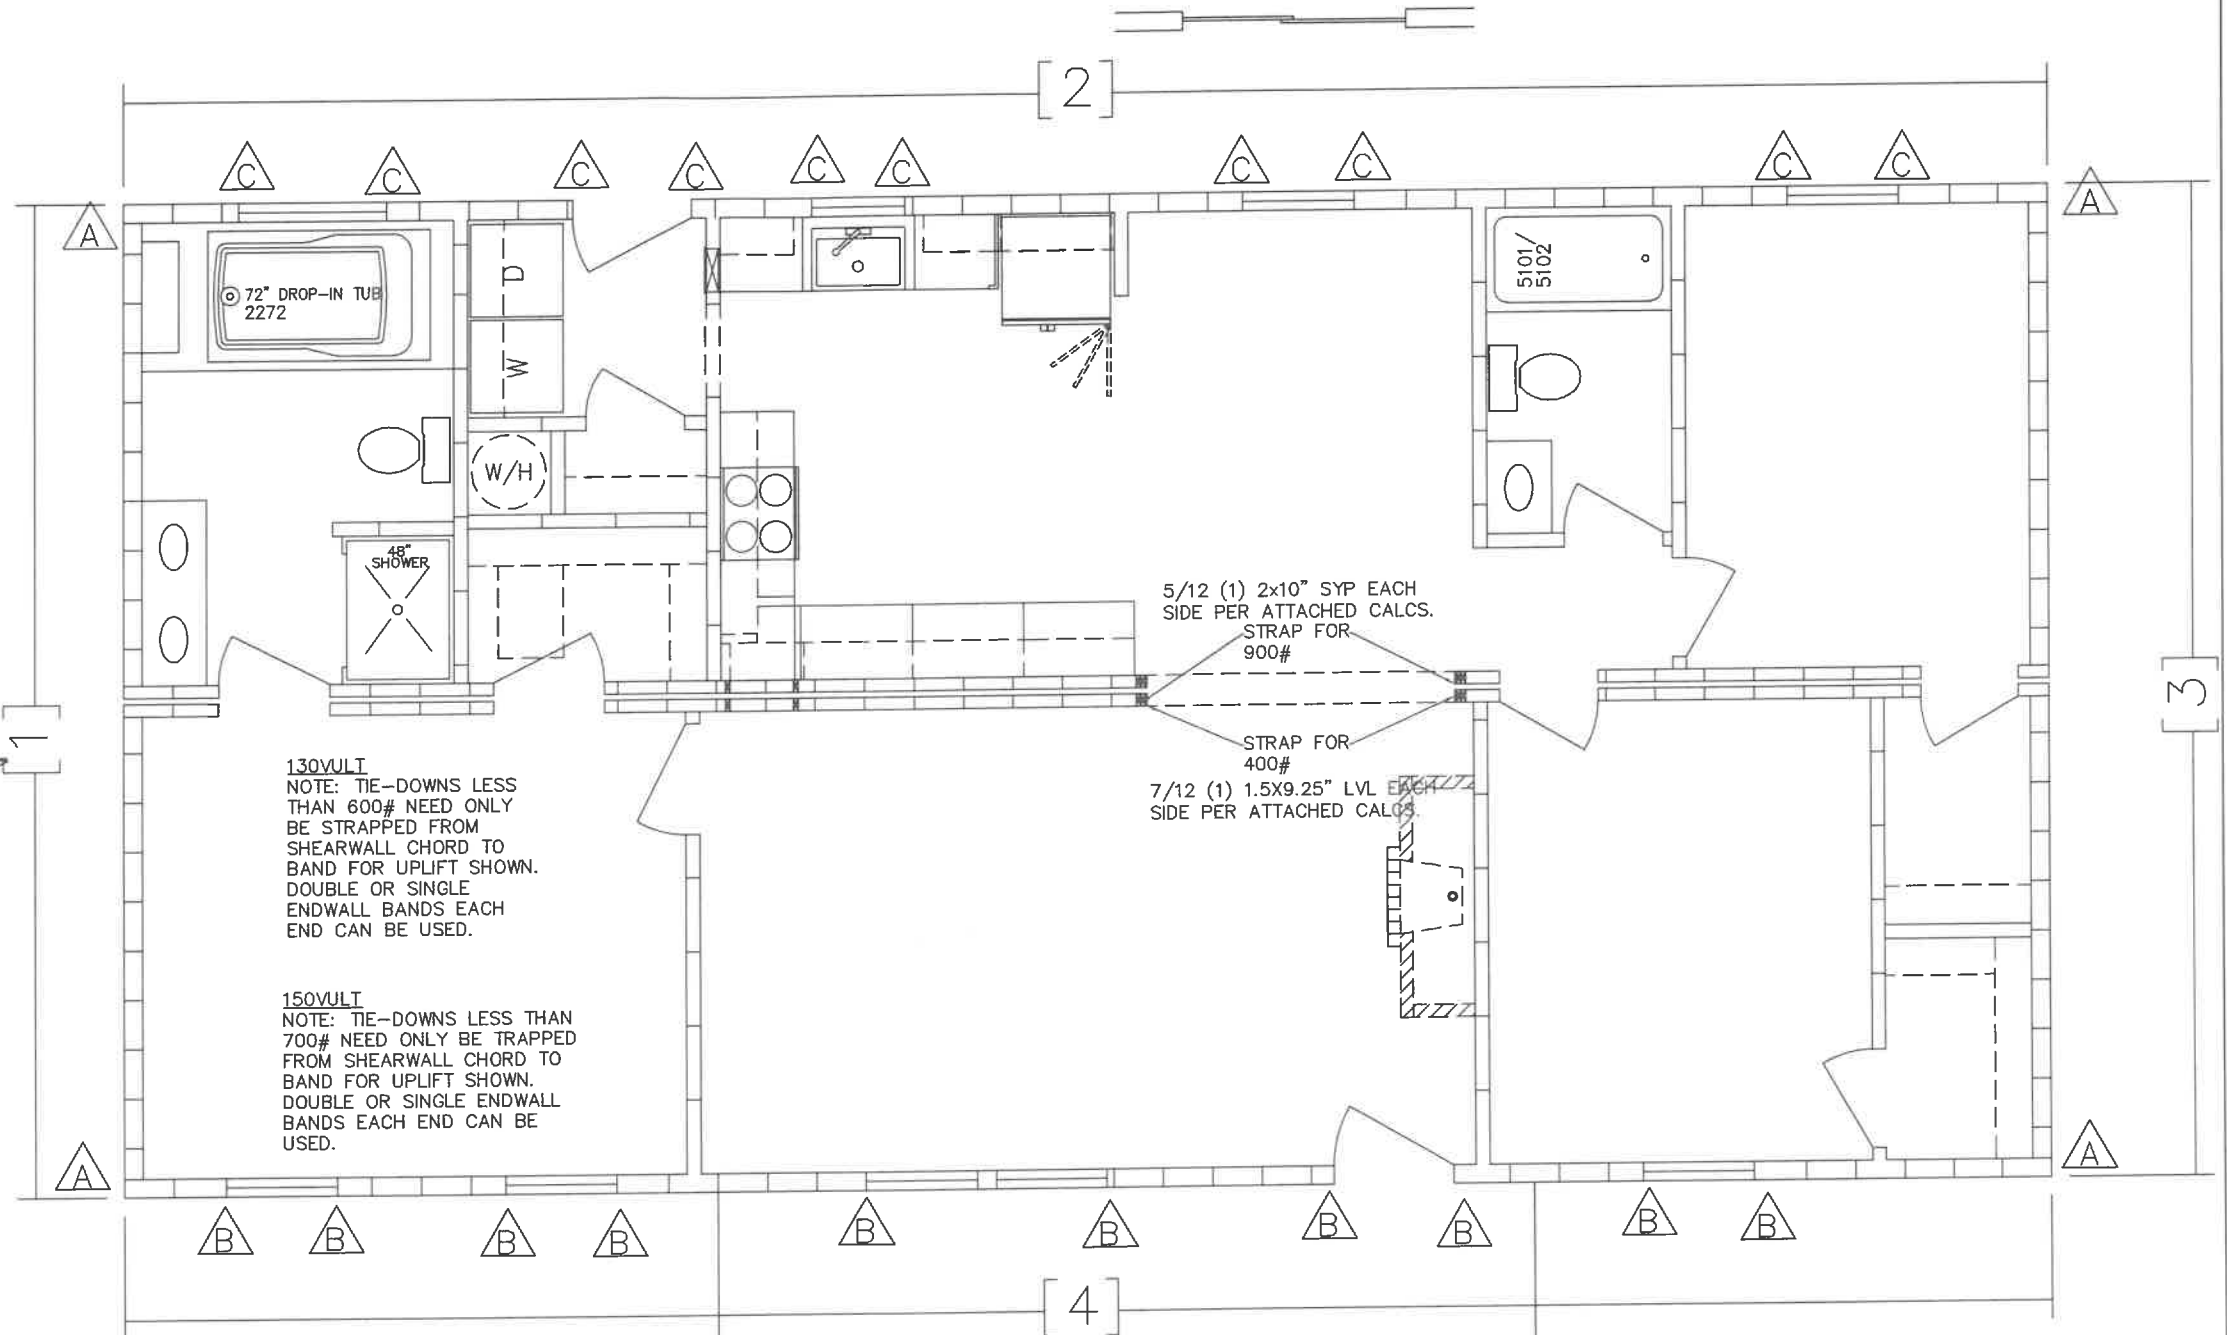 [2]
C C C C C C C C C C
A A
72" DROP-IN TUB
2272
D
W
W/H
48"
SHOWER
5101/
5102
5/12 (1) 2x10" SYP EACH
SIDE PER ATTACHED CALCS.
STRAP FOR
900#
STRAP FOR
400#
7/12 (1) 1.5X9.25" LVL EACH
SIDE PER ATTACHED CALCS.
[1]
[3]
130VULT
NOTE: TIE-DOWNS LESS
THAN 600# NEED ONLY
BE STRAPPED FROM
SHEARWALL CHORD TO
BAND FOR UPLIFT SHOWN.
DOUBLE OR SINGLE
ENDWALL BANDS EACH
END CAN BE USED.
150VULT
NOTE: TIE-DOWNS LESS THAN
700# NEED ONLY BE TRAPPED
FROM SHEARWALL CHORD TO
BAND FOR UPLIFT SHOWN.
DOUBLE OR SINGLE ENDWALL
BANDS EACH END CAN BE
USED.
A A
B B B B B B B B B B
[4]